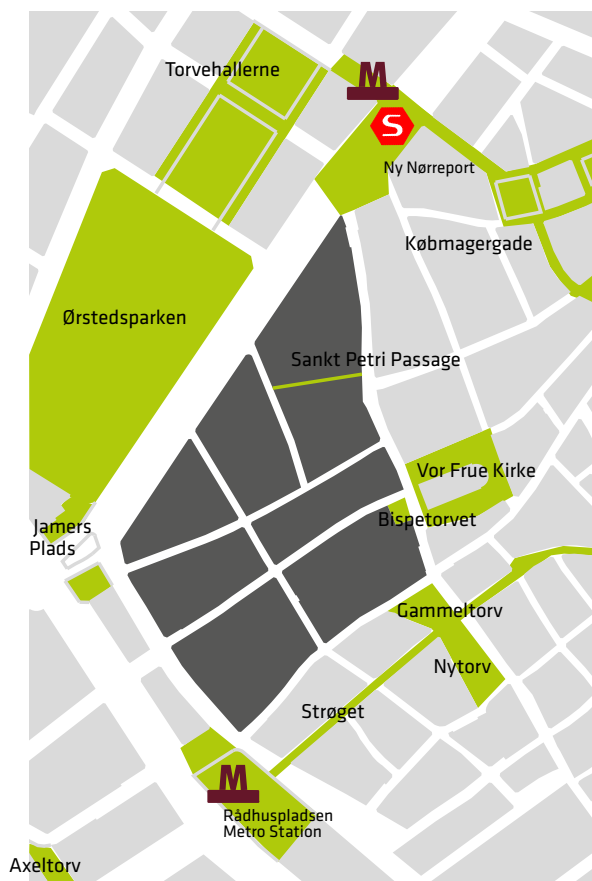 Torvehallerne
M
S
Ny Nørreport
Købmagergade
Ørstedsparken
Sankt Petri Passage
Vor Frue Kirke
Jamers
Plads
Bispetorvet
Gammeltorv
Nytorv
Strøget
M
Rådhuspladsen
Metro Station
Axeltorv